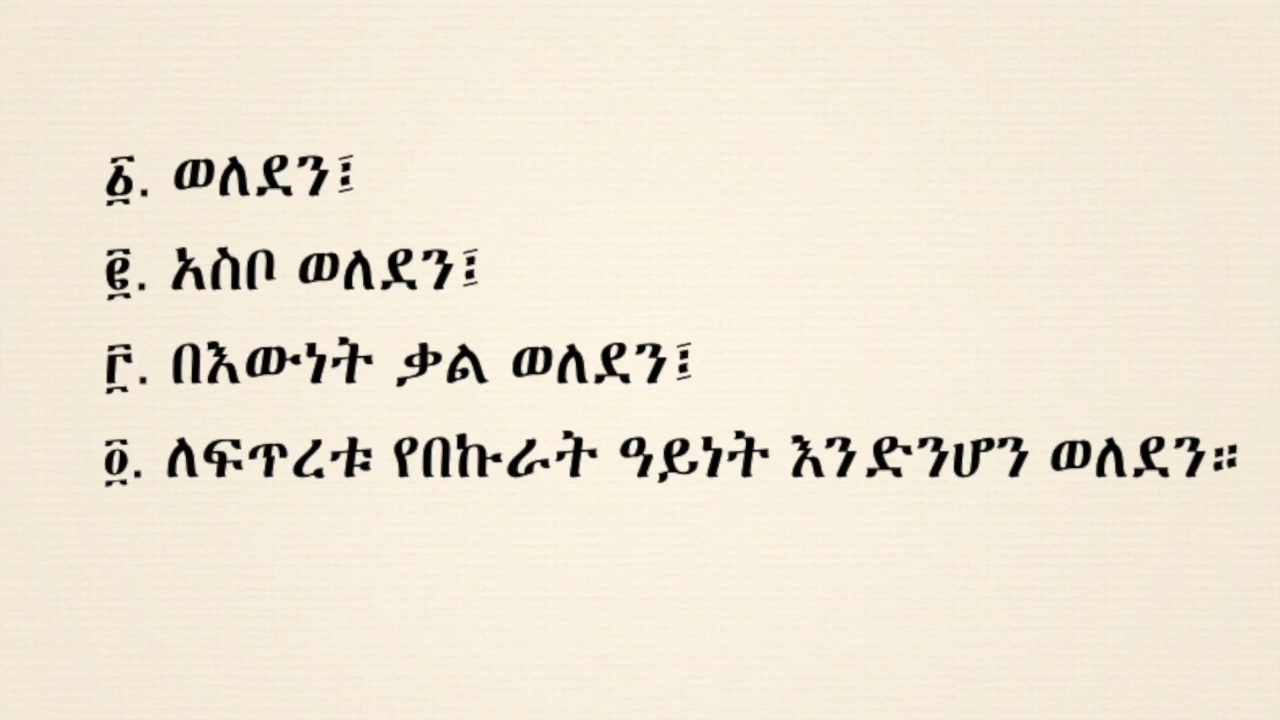 ፩. ወለደን፤
፪. አስቦ ወለደን፤
፫. በእውነት ቃል ወለደን፤
፬. ለፍጥረቱ የበኩራት ዓይነት እንድንሆን ወለደን።